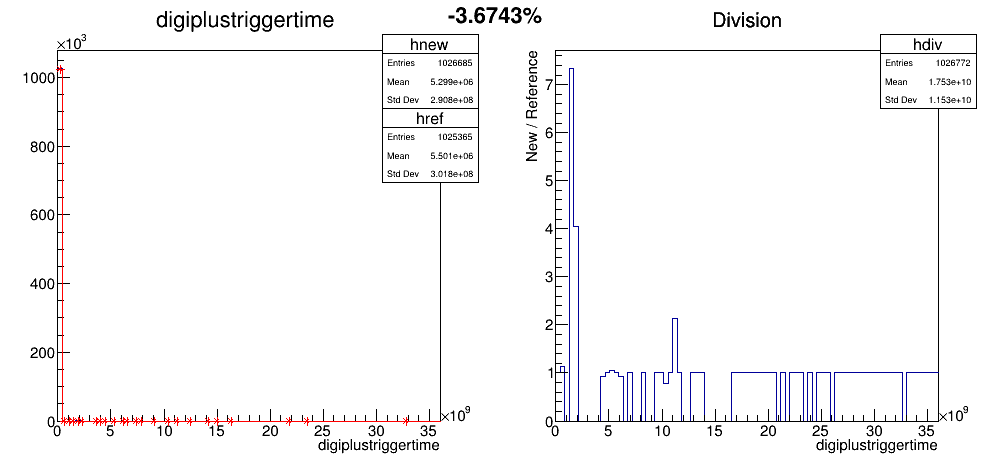 digiplustriggertime
-3.6743%
Division
×10³
hnew
Entries 1026685
Mean 5.299e+06
Std Dev 2.908e+08
href
Entries 1025365
Mean 5.501e+06
Std Dev 3.018e+08
1000
800
600
400
200
0
0 5 10 15 20 25 30 35
×10⁹
digiplustriggertime
hdiv
Entries 1026772
Mean 1.753e+10
Std Dev 1.153e+10
New / Reference
7
6
5
4
3
2
1
0
0 5 10 15 20 25 30 35
×10⁹
digiplustriggertime